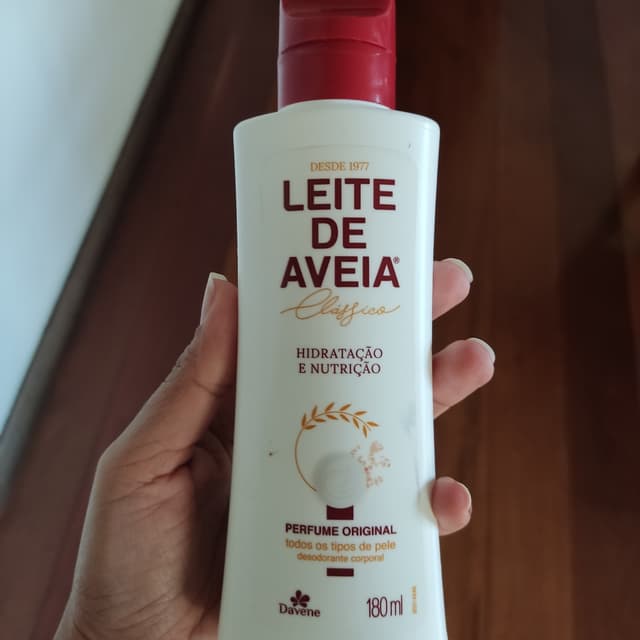 DESDE 1977
LEITE
DE
AVEIA®
Clássico
HIDRATAÇÃO
E NUTRIÇÃO
PERFUME ORIGINAL
todos os tipos de pele
desodorante corporal
Davene
180 ml